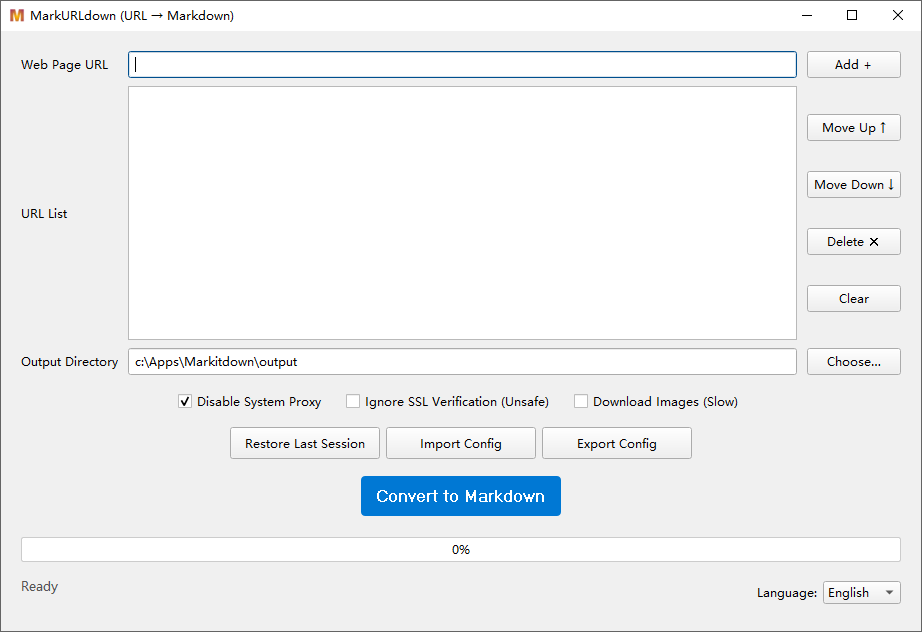 MarkURLdown (URL → Markdown)
Web Page URL
Add +
Move Up ↑
Move Down ↓
URL List
Delete ✕
Clear
Output Directory
c:\Apps\Markitdown\output
Choose...
Disable System Proxy
Ignore SSL Verification (Unsafe)
Download Images (Slow)
Restore Last Session
Import Config
Export Config
Convert to Markdown
0%
Ready
Language:
English